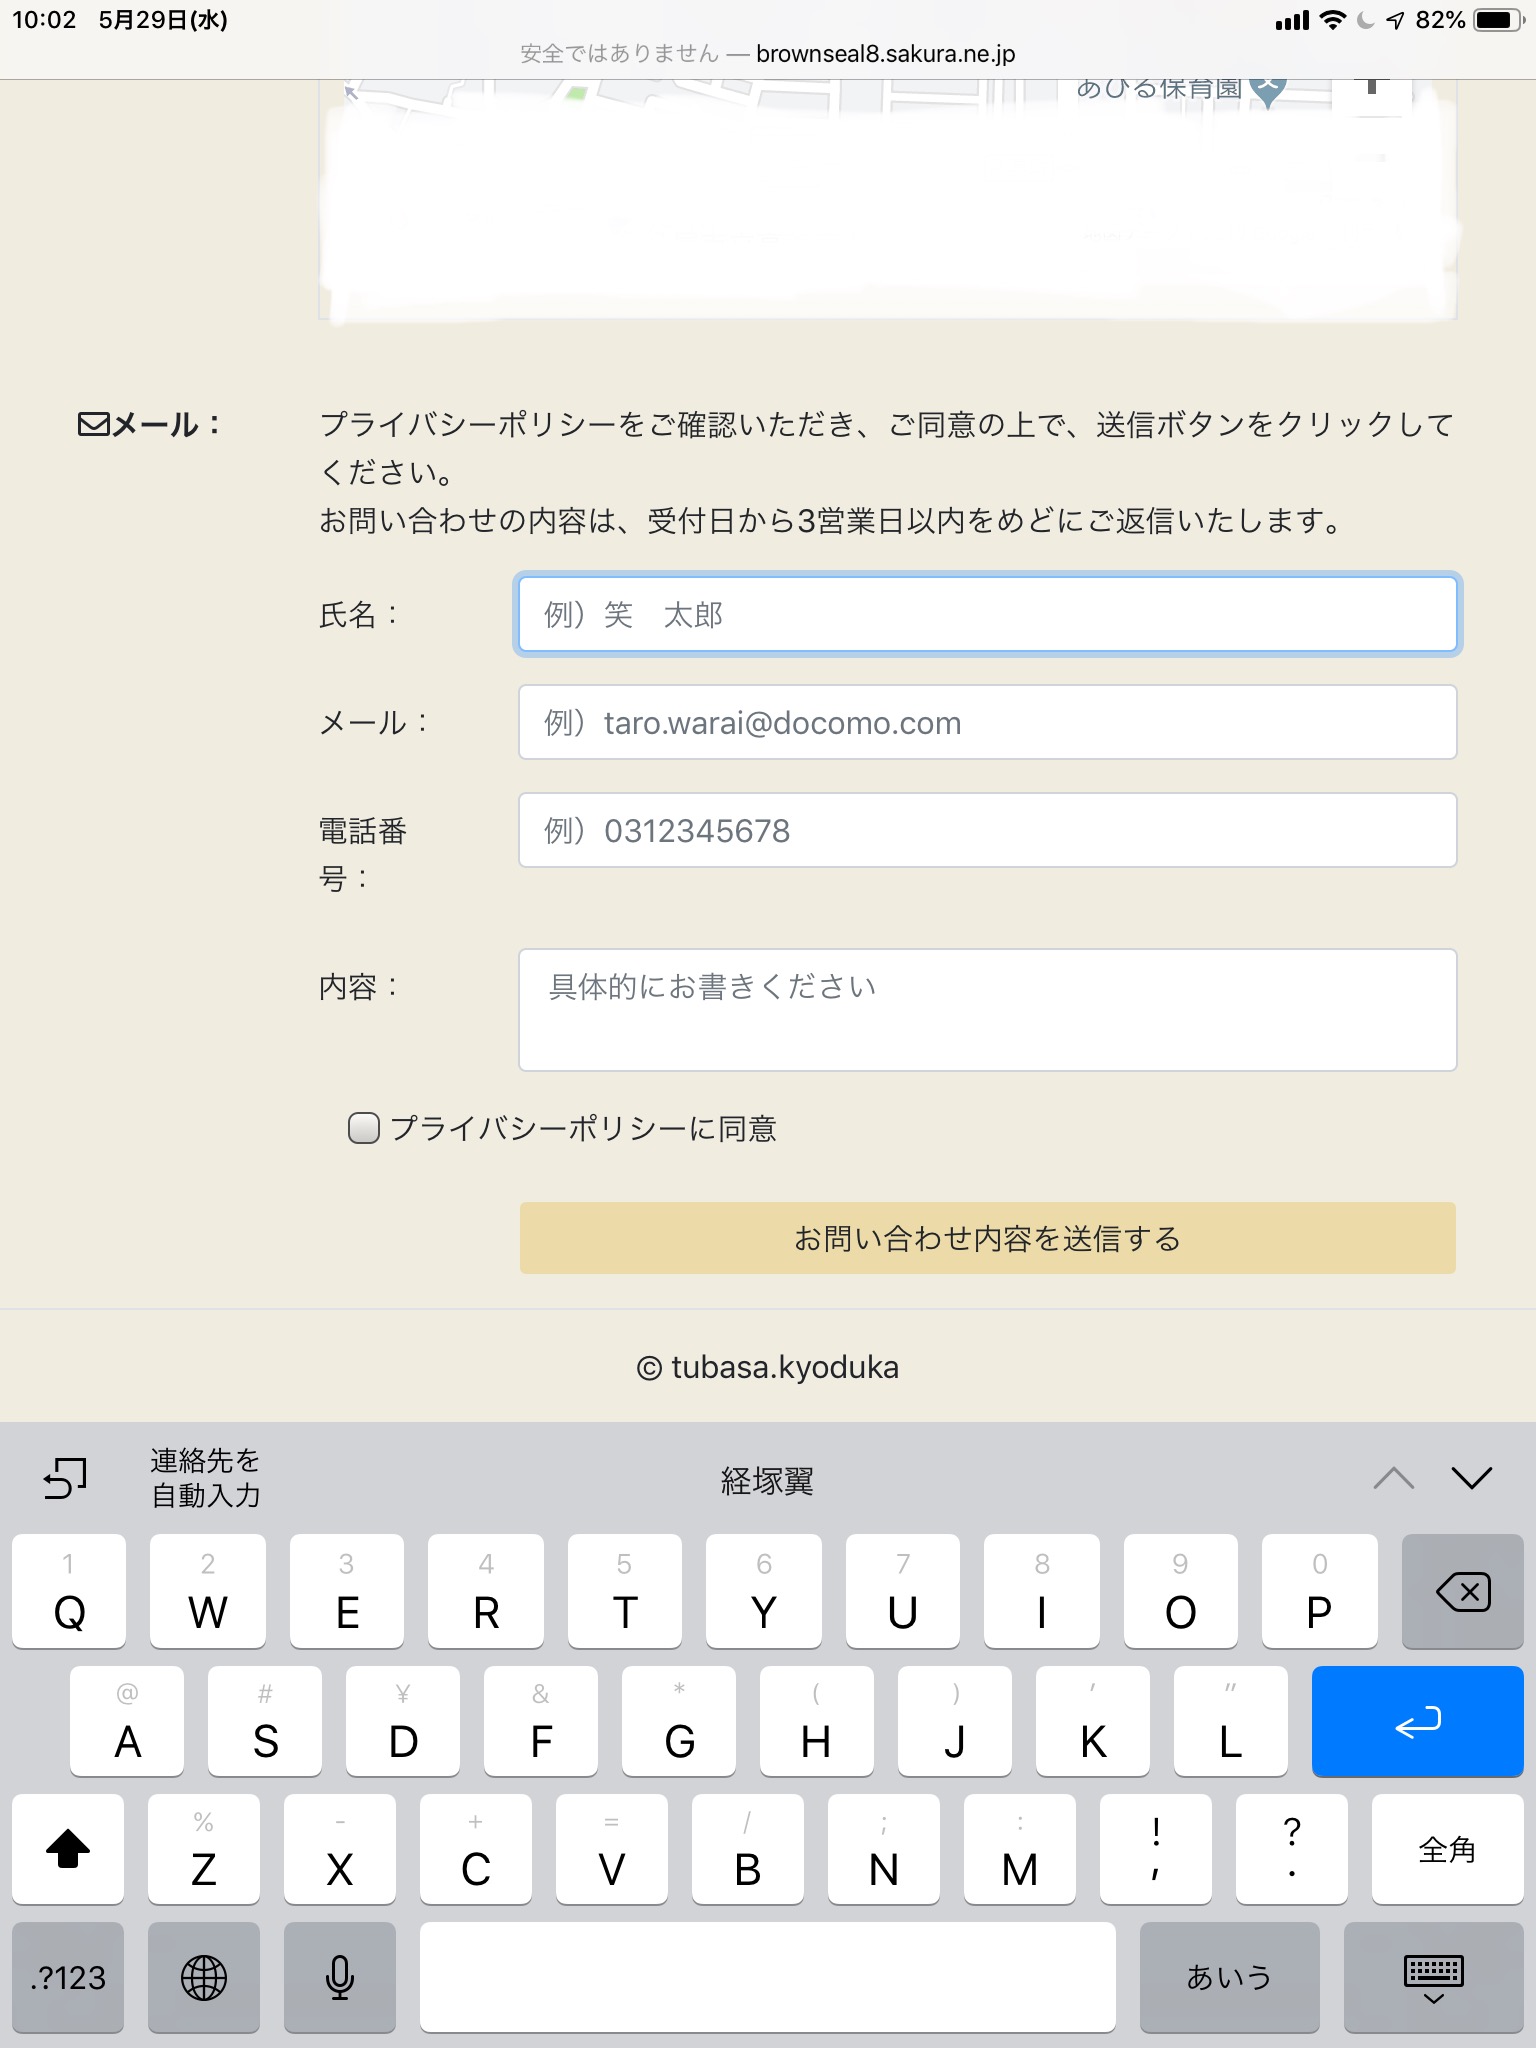 10:02 5月29日(水) 82%
安全ではありません — brownseal8.sakura.ne.jp
あひる保育園
メール：
プライバシーポリシーをご確認いただき、ご同意の上で、送信ボタンをクリックして
ください。
お問い合わせの内容は、受付日から3営業日以内をめどにご返信いたします。
氏名：
例）笑　太郎
メール：
例）taro.warai@docomo.com
電話番
号：
例）0312345678
内容：
具体的にお書きください
プライバシーポリシーに同意
お問い合わせ内容を送信する
© tubasa.kyoduka
連絡先を
自動入力
経塚翼
1 2 3 4 5 6 7 8 9 0
Q W E R T Y U I O P
@ # ¥ & * ( ) ′ ″
A S D F G H J K L
% - + = / ; : ! ?
Z X C V B N M , . 全角
.?123 あいう